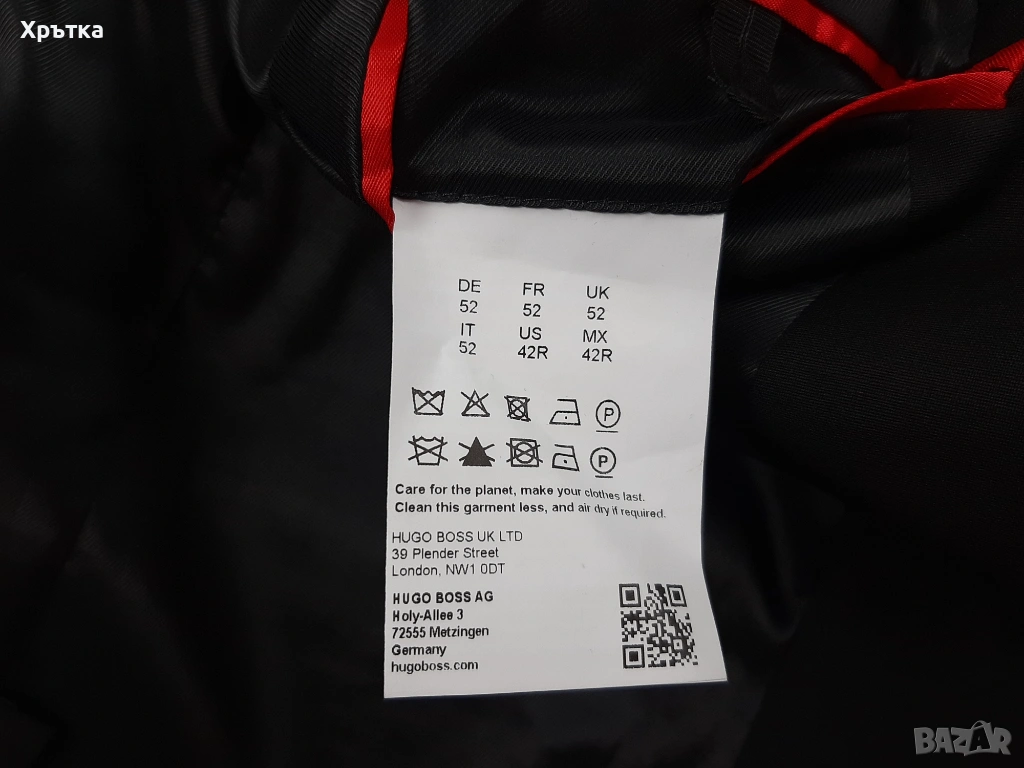 Хрътка
DE FR UK
52 52 52
IT US MX
52 42R 42R
P
P
Care for the planet, make your clothes last.
Clean this garment less, and air dry if required.
HUGO BOSS UK LTD
39 Plender Street
London, NW1 0DT
HUGO BOSS AG
Holy-Allee 3
72555 Metzingen
Germany
hugoboss.com
BAZAR